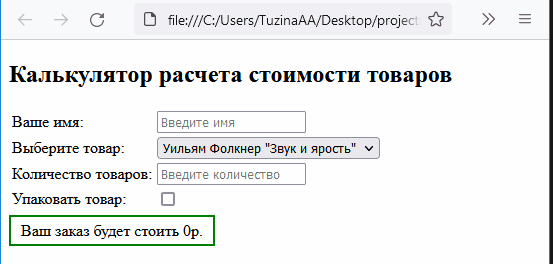 file:///C:/Users/TuzinaAA/Desktop/project
Калькулятор расчета стоимости товаров
Ваше имя: Введите имя
Выберите товар: Уильям Фолкнер "Звук и ярость"
Количество товаров: Введите количество
Упаковать товар:
Ваш заказ будет стоить 0р.